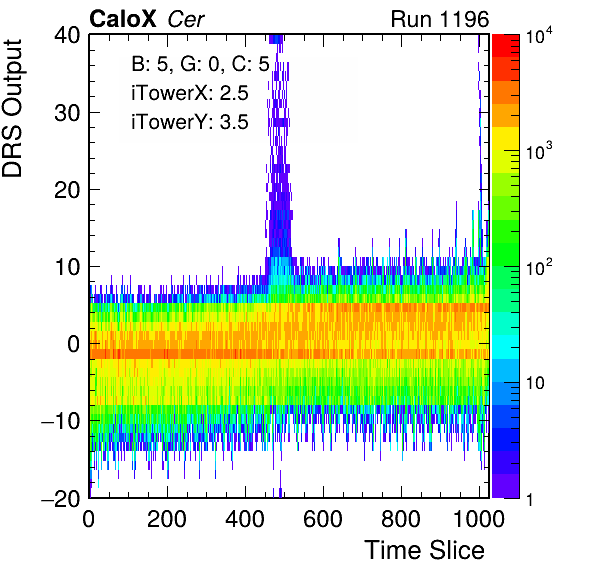 CaloX Cer Run 1196
DRS Output
B: 5, G: 0, C: 5
iTowerX: 2.5
iTowerY: 3.5
40
30
20
10
0
−10
−20
0 200 400 600 800 1000
Time Slice
10^4
10^3
10^2
10
1